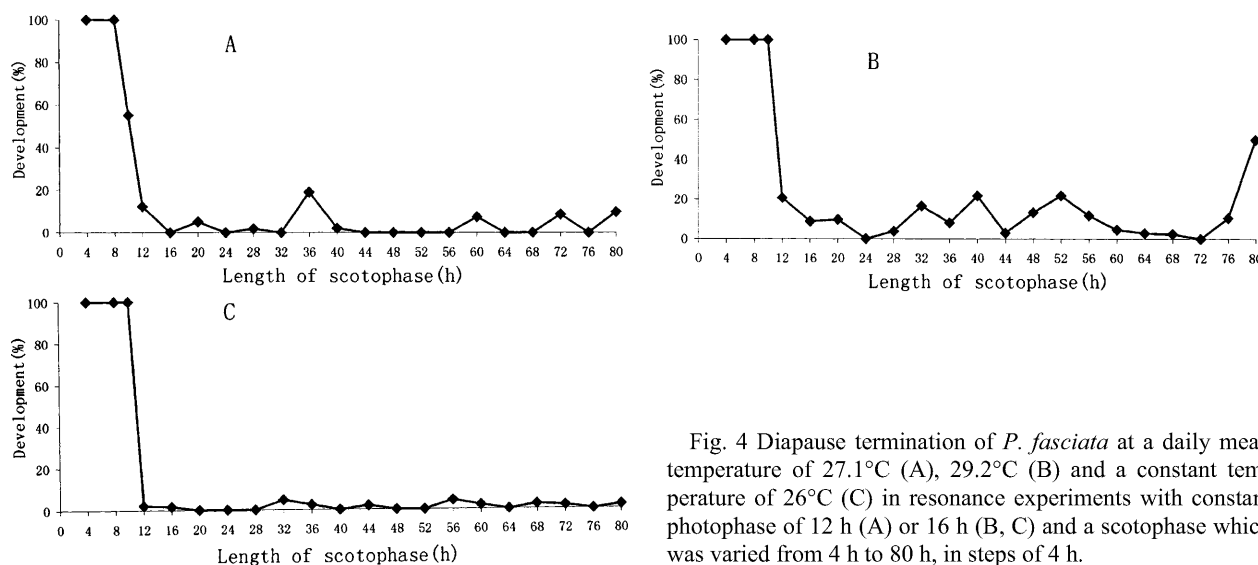 A
Development(%)
100
80
60
40
20
0
0 4 8 12 16 20 24 28 32 36 40 44 48 52 56 60 64 68 72 76 80
Length of scotophase(h)
B
Development(%)
100
80
60
40
20
0
0 4 8 12 16 20 24 28 32 36 40 44 48 52 56 60 64 68 72 76 80
Length of scotophase(h)
C
Development(%)
100
80
60
40
20
0
0 4 8 12 16 20 24 28 32 36 40 44 48 52 56 60 64 68 72 76 80
Length of scotophase(h)
Fig. 4 Diapause termination of P. fasciata at a daily mea
temperature of 27.1°C (A), 29.2°C (B) and a constant tem
perature of 26°C (C) in resonance experiments with constan
photophase of 12 h (A) or 16 h (B, C) and a scotophase whic
was varied from 4 h to 80 h, in steps of 4 h.